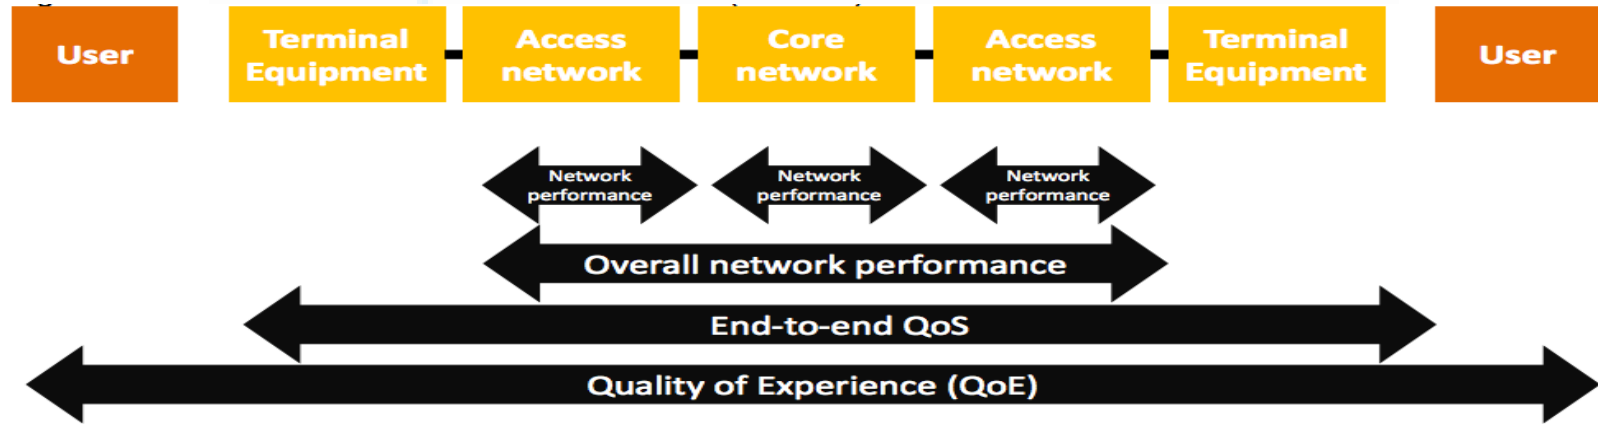 User
Terminal
Equipment
Access
network
Core
network
Access
network
Terminal
Equipment
User
Network
performance
Network
performance
Network
performance
Overall network performance
End-to-end QoS
Quality of Experience (QoE)